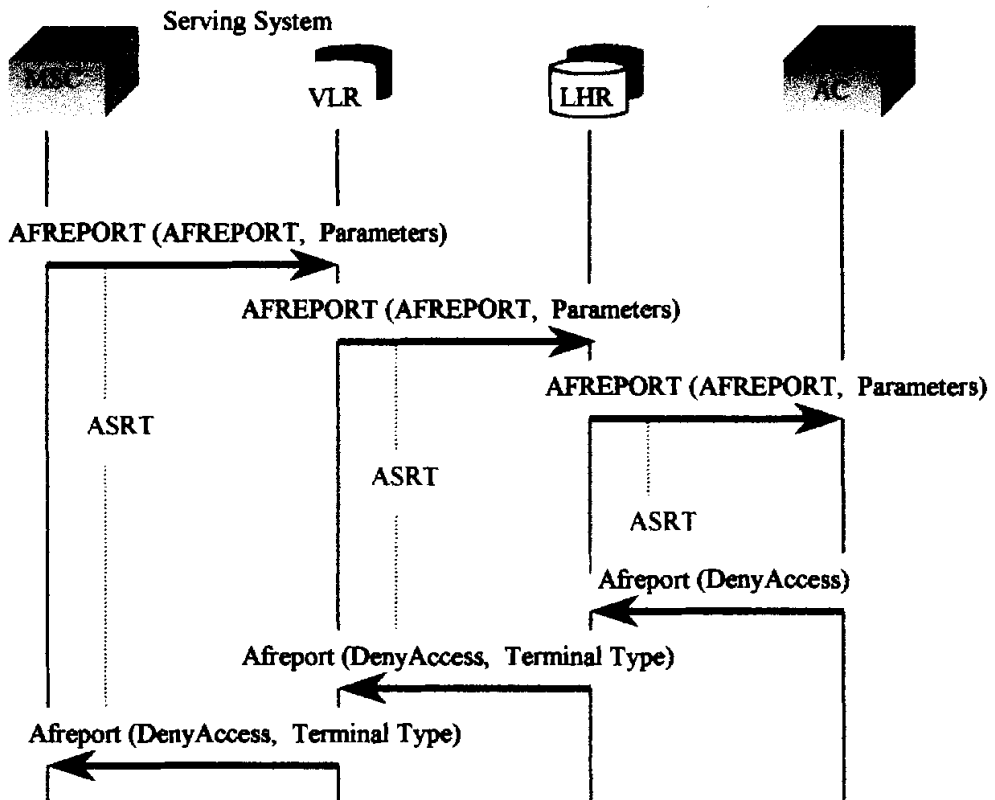 Serving System
MSC
VLR
LHR
AC
AFREPORT (AFREPORT, Parameters)
AFREPORT (AFREPORT, Parameters)
AFREPORT (AFREPORT, Parameters)
ASRT
ASRT
ASRT
Afreport (DenyAccess)
Afreport (DenyAccess, Terminal Type)
Afreport (DenyAccess, Terminal Type)